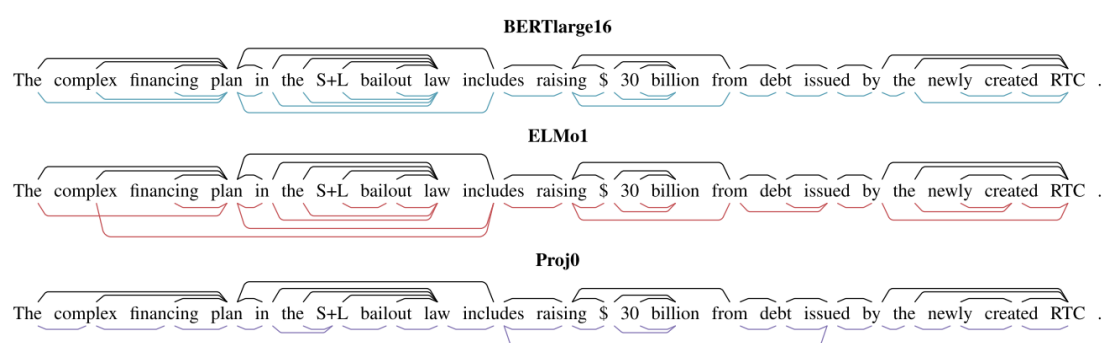 BERTlarge16
The complex financing plan in the S+L bailout law includes raising $ 30 billion from debt issued by the newly created RTC .
ELMo1
The complex financing plan in the S+L bailout law includes raising $ 30 billion from debt issued by the newly created RTC .
Proj0
The complex financing plan in the S+L bailout law includes raising $ 30 billion from debt issued by the newly created RTC .